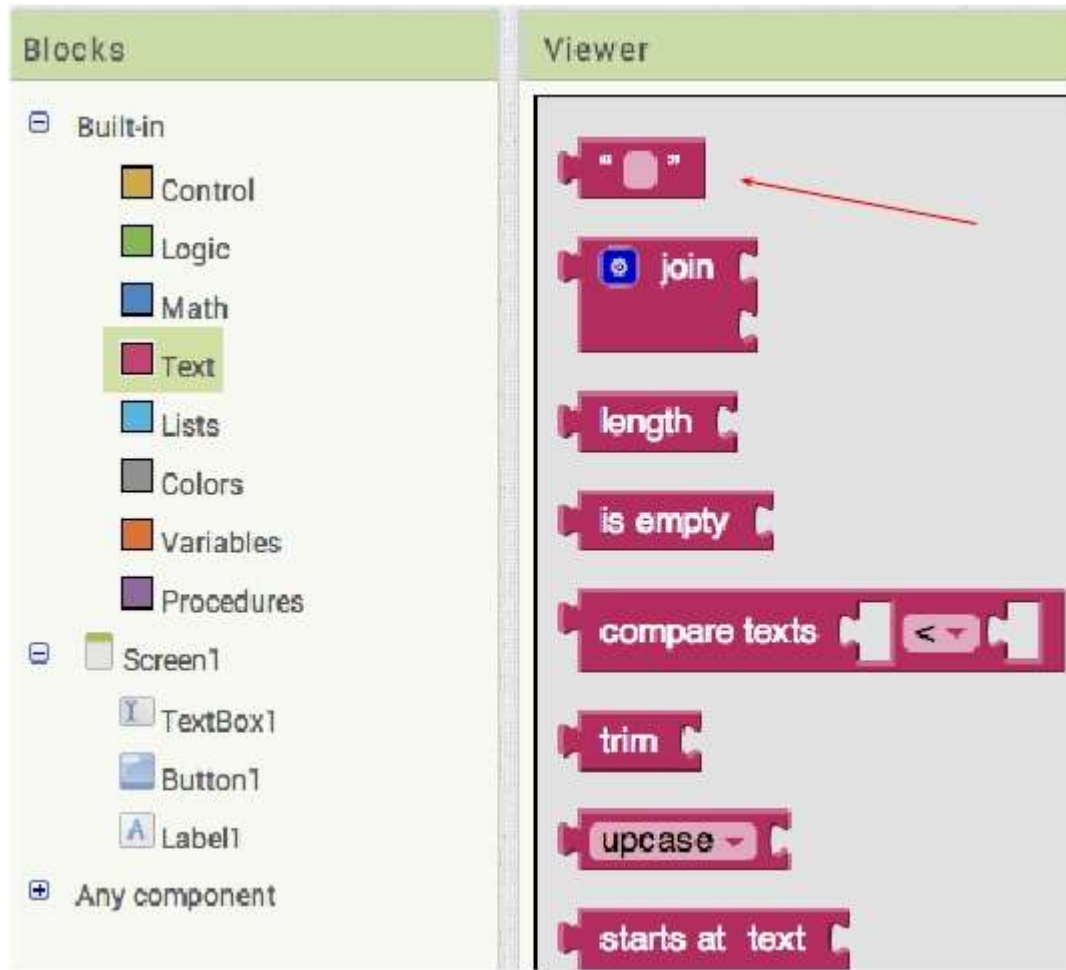 Blocks
Built-in
Control
Logic
Math
Text
Lists
Colors
Variables
Procedures
Screen1
TextBox1
Button1
Label1
Any component
Viewer
“ ”
join
length
is empty
compare texts <
trim
upcase
starts at text